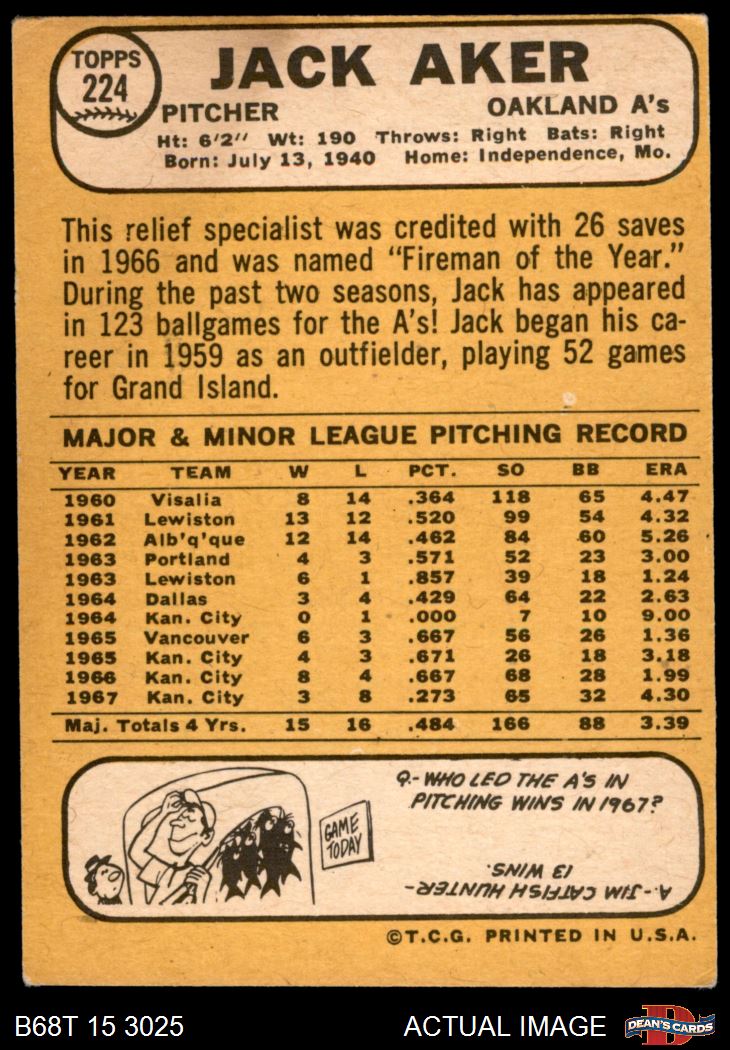 TOPPS
224
JACK AKER
PITCHER OAKLAND A's
Ht: 6'2" Wt: 190 Throws: Right Bats: Right
Born: July 13, 1940 Home: Independence, Mo.
This relief specialist was credited with 26 saves
in 1966 and was named "Fireman of the Year."
During the past two seasons, Jack has appeared
in 123 ballgames for the A's! Jack began his ca-
reer in 1959 as an outfielder, playing 52 games
for Grand Island.
MAJOR & MINOR LEAGUE PITCHING RECORD
YEAR TEAM W L PCT. SO BB ERA
1960 Visalia 8 14 .364 118 65 4.47
1961 Lewiston 13 12 .520 99 54 4.32
1962 Alb'q'que 12 14 .462 84 60 5.26
1963 Portland 4 3 .571 52 23 3.00
1963 Lewiston 6 1 .857 39 18 1.24
1964 Dallas 3 4 .429 64 22 2.63
1964 Kan. City 0 1 .000 7 10 9.00
1965 Vancouver 6 3 .667 56 26 1.36
1965 Kan. City 4 3 .671 26 18 3.18
1966 Kan. City 8 4 .667 68 28 1.99
1967 Kan. City 3 8 .273 65 32 4.30
Maj. Totals 4 Yrs. 15 16 .484 166 88 3.39
Q.- WHO LED THE A'S IN
PITCHING WINS IN 1967?
GAME
TODAY
A.- JIM CATFISH HUNTER-
13 WINS.
©T.C.G. PRINTED IN U.S.A.
B68T 15 3025 ACTUAL IMAGE
D
DEAN'S CARDS